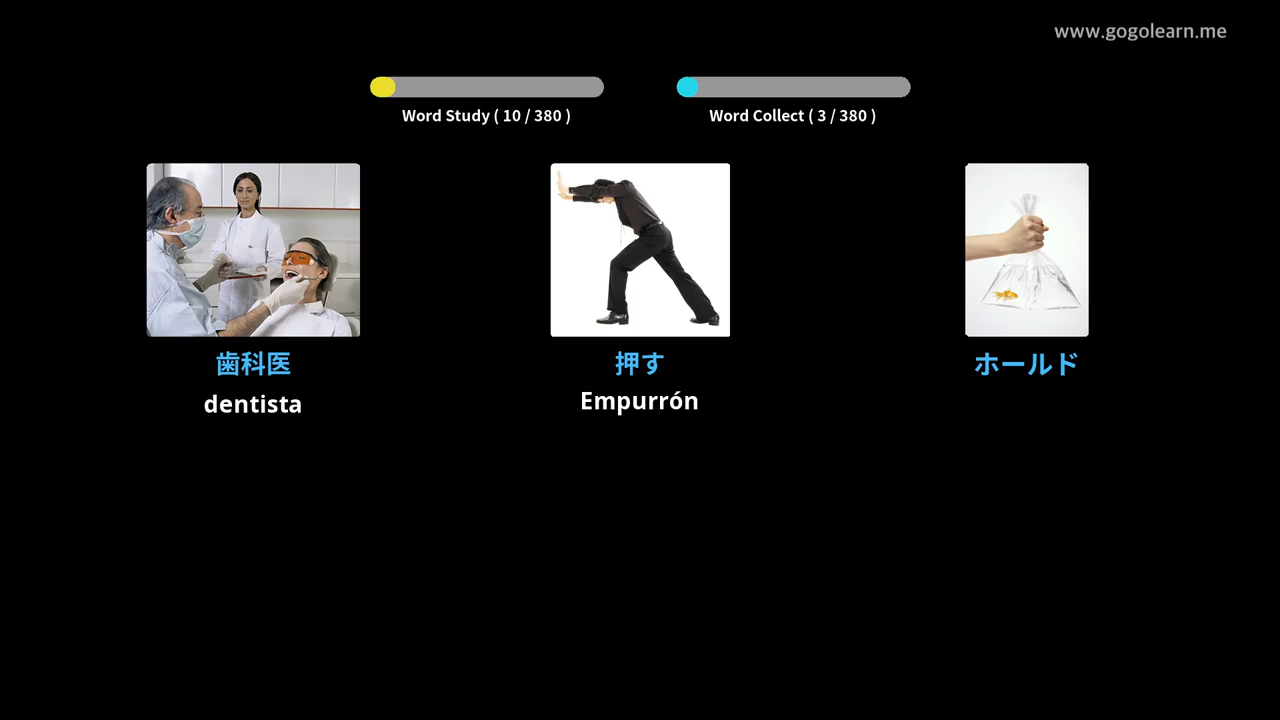 www.gogolearn.me
Word Study ( 10 / 380 )
Word Collect ( 3 / 380 )
歯科医
dentista
押す
Empurrón
ホールド